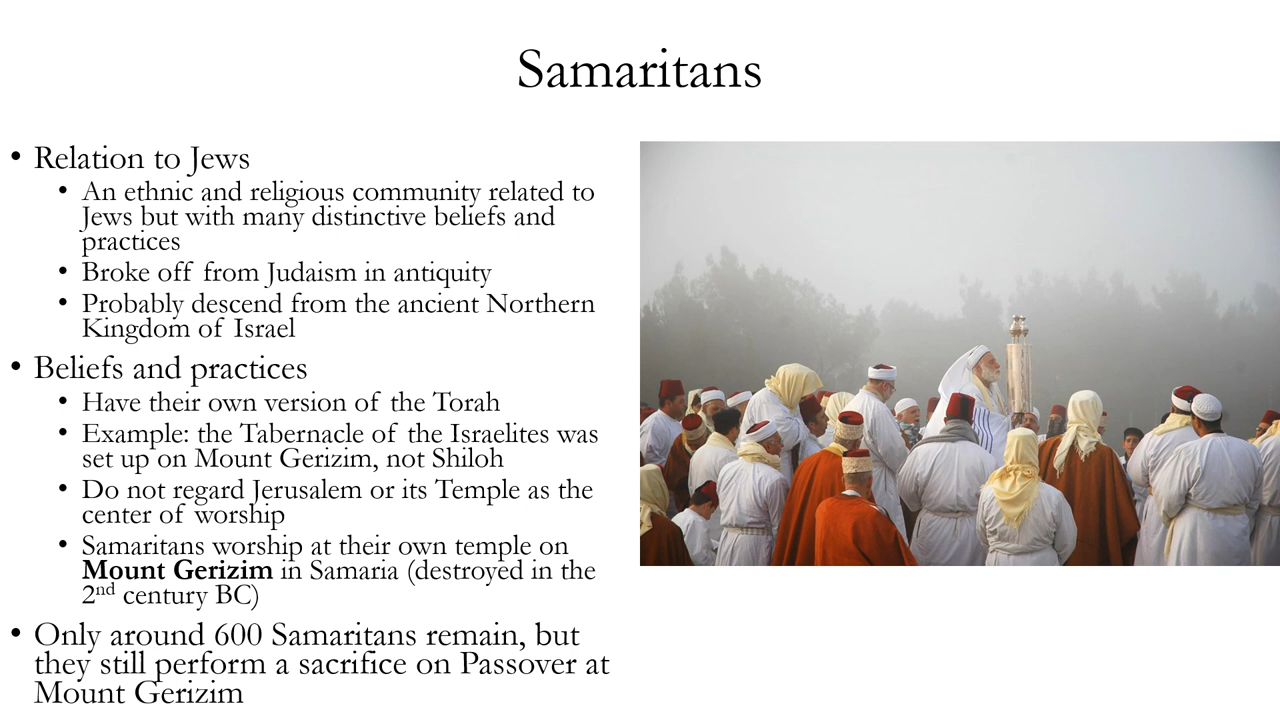 Samaritans
• Relation to Jews
• An ethnic and religious community related to
Jews but with many distinctive beliefs and
practices
• Broke off from Judaism in antiquity
• Probably descend from the ancient Northern
Kingdom of Israel
• Beliefs and practices
• Have their own version of the Torah
• Example: the Tabernacle of the Israelites was
set up on Mount Gerizim, not Shiloh
• Do not regard Jerusalem or its Temple as the
center of worship
• Samaritans worship at their own temple on
Mount Gerizim in Samaria (destroyed in the
2nd century BC)
• Only around 600 Samaritans remain, but
they still perform a sacrifice on Passover at
Mount Gerizim